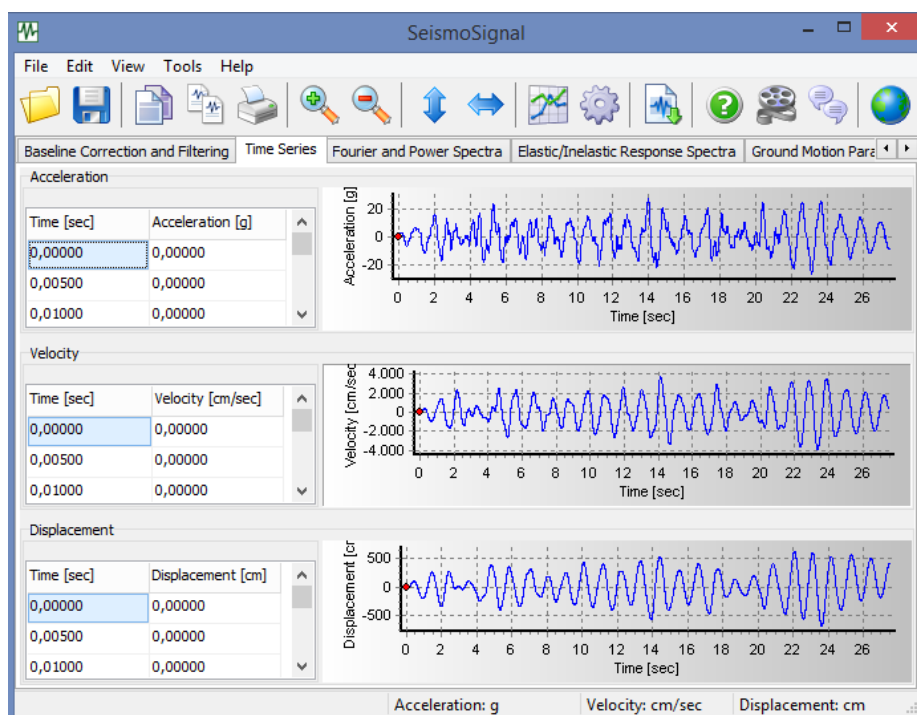 SeismoSignal
File Edit View Tools Help
Baseline Correction and Filtering Time Series Fourier and Power Spectra Elastic/Inelastic Response Spectra Ground Motion Para
Acceleration
Time [sec] Acceleration [g]
0,00000 0,00000
0,00500 0,00000
0,01000 0,00000
Acceleration [g]
20
0
-20
0 2 4 6 8 10 12 14 16 18 20 22 24 26
Time [sec]
Velocity
Time [sec] Velocity [cm/sec]
0,00000 0,00000
0,00500 0,00000
0,01000 0,00000
Velocity [cm/sec
4.000
2.000
0
-2.000
-4.000
0 2 4 6 8 10 12 14 16 18 20 22 24 26
Time [sec]
Displacement
Time [sec] Displacement [cm]
0,00000 0,00000
0,00500 0,00000
0,01000 0,00000
Displacement [cr
500
0
-500
0 2 4 6 8 10 12 14 16 18 20 22 24 26
Time [sec]
Acceleration: g Velocity: cm/sec Displacement: cm